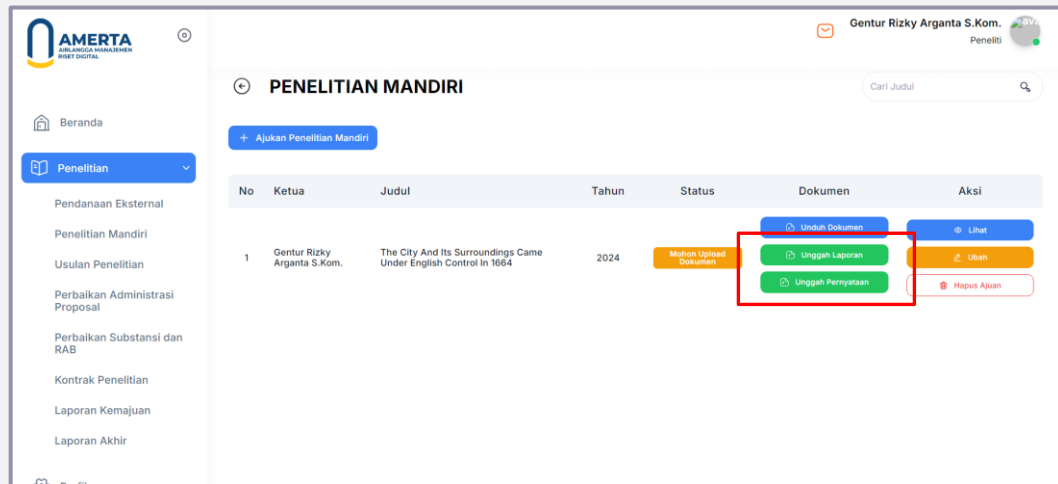 AMERTA
AIRLANGGA MANAJEMEN
RISET DIGITAL
Gentur Rizky Arganta S.Kom.
Peneliti
PENELITIAN MANDIRI
Cari Judul
Beranda
+ Ajukan Penelitian Mandiri
Penelitian
Pendanaan Eksternal
Penelitian Mandiri
Usulan Penelitian
Perbaikan Administrasi
Proposal
Perbaikan Substansi dan
RAB
Kontrak Penelitian
Laporan Kemajuan
Laporan Akhir
No Ketua Judul Tahun Status Dokumen Aksi
1
Gentur Rizky
Arganta S.Kom.
The City And Its Surroundings Came
Under English Control In 1664
2024
Mohon Upload
Dokumen
Unduh Dokumen
Unggah Laporan
Unggah Pernyataan
Lihat
Ubah
Hapus Ajuan